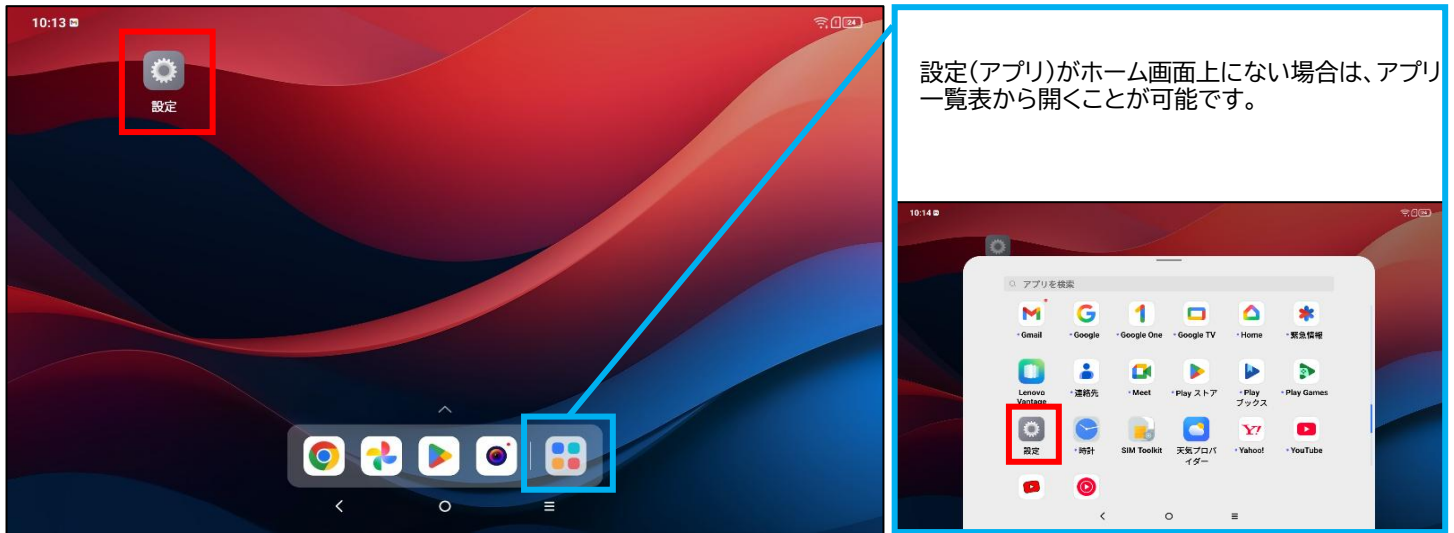 10:13
24
設定
設定(アプリ)がホーム画面上にない場合は、アプリ
一覧表から開くことが可能です。
10:14
24
アプリを検索
Gmail Google Google One Google TV Home 緊急情報
Lenovo Vantage 連絡先 Meet Play ストア Play ブックス Play Games
設定 時計 SIM Toolkit 天気プロバイダー Yahoo! YouTube